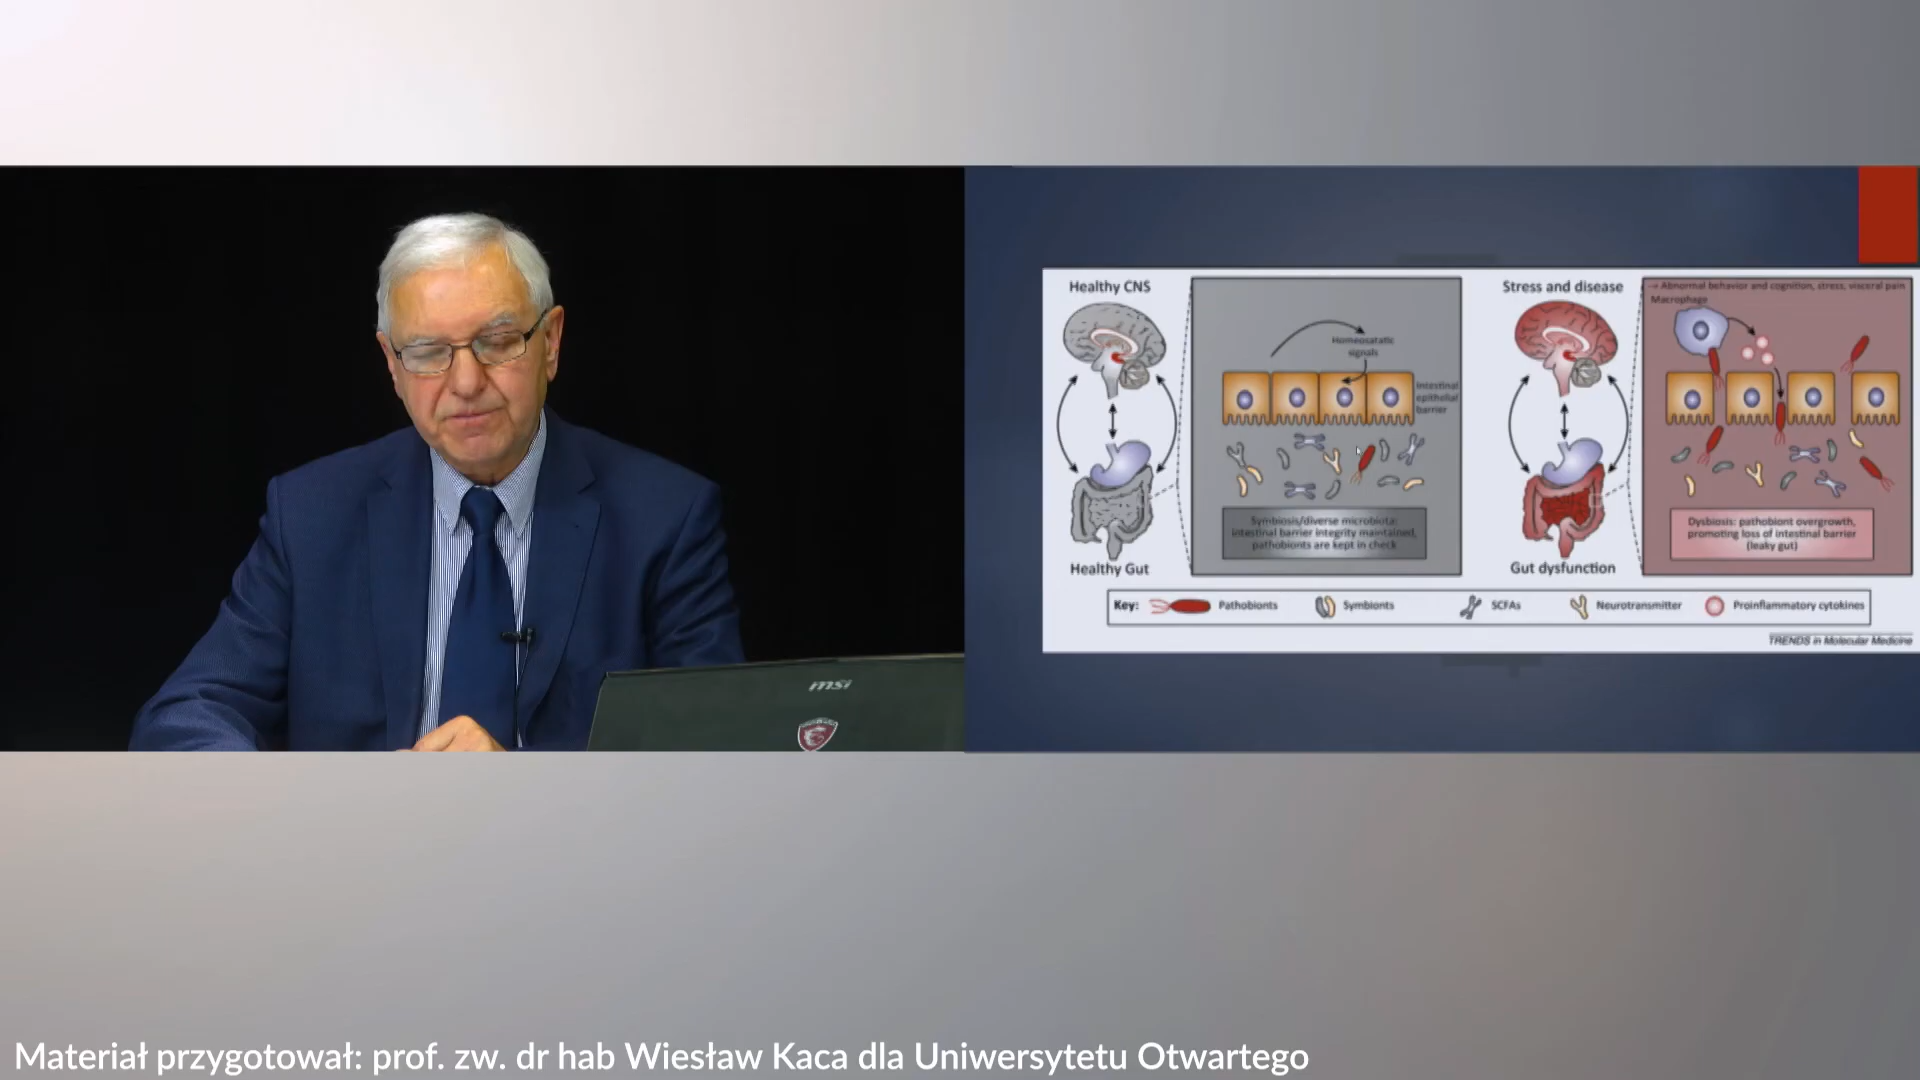 msi
Healthy CNS
Homeosatatic
signals
Intestinal
epithelial
barrier
Symbiosis/diverse microbiota:
intestinal barrier integrity maintained,
pathobionts are kept in check
Healthy Gut
Stress and disease
→ Abnormal behavior and cognition, stress, visceral pain
Macrophage
Dysbiosis: pathobiont overgrowth,
promoting loss of intestinal barrier
(leaky gut)
Gut dysfunction
Key: Pathobionts Symbionts SCFAs Neurotransmitter Proinflammatory cytokines
TRENDS in Molecular Medicine
Materiał przygotował: prof. zw. dr hab Wiesław Kaca dla Uniwersytetu Otwartego